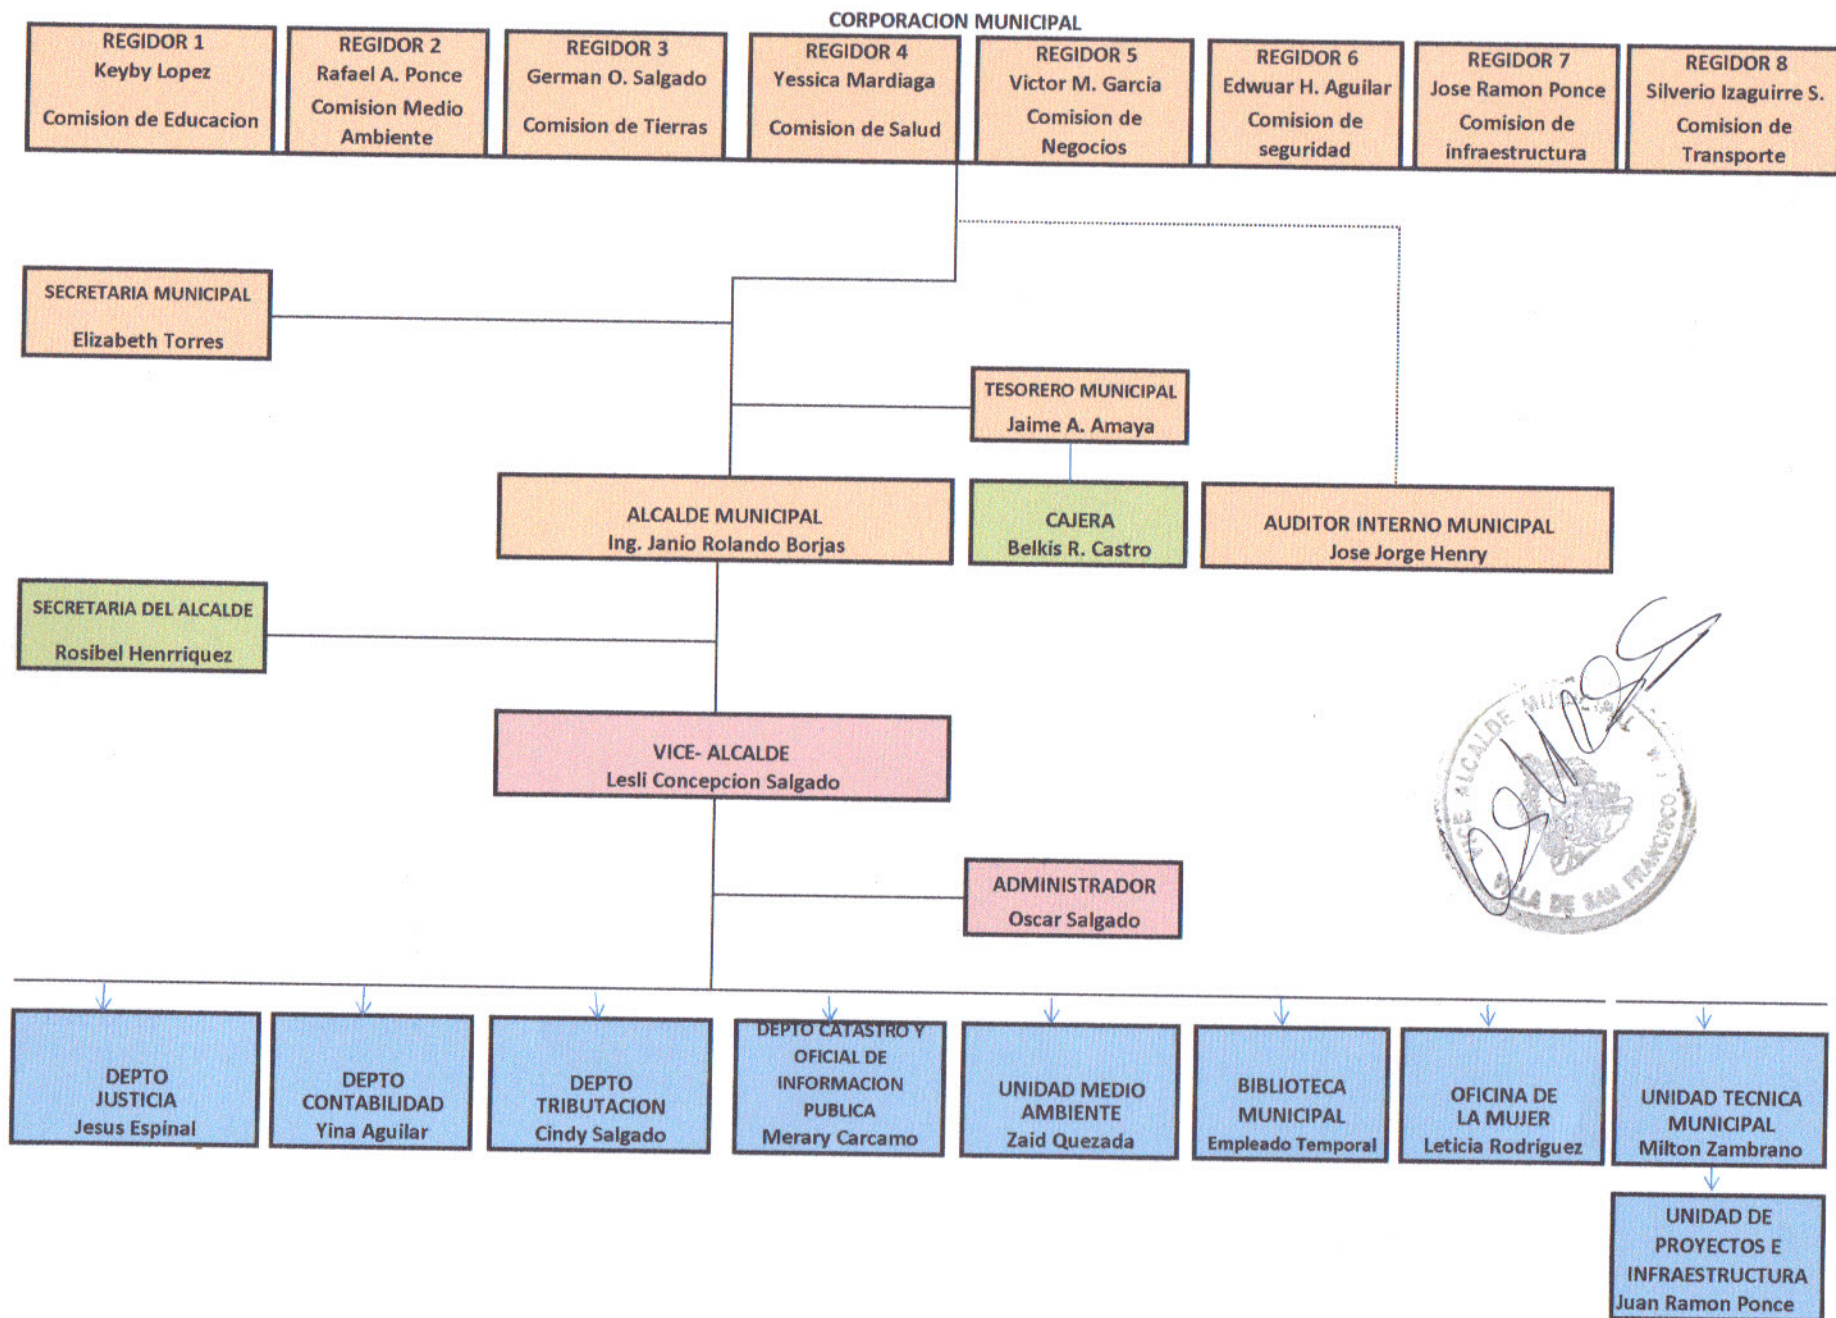 CORPORACION MUNICIPAL
REGIDOR 1
Keyby Lopez
Comision de Educacion
REGIDOR 2
Rafael A. Ponce
Comision Medio
Ambiente
REGIDOR 3
German O. Salgado
Comision de Tierras
REGIDOR 4
Yessica Mardiaga
Comision de Salud
REGIDOR 5
Victor M. Garcia
Comision de
Negocios
REGIDOR 6
Edwuar H. Aguilar
Comision de
seguridad
REGIDOR 7
Jose Ramon Ponce
Comision de
infraestructura
REGIDOR 8
Silverio Izaguirre S.
Comision de
Transporte
SECRETARIA MUNICIPAL
Elizabeth Torres
TESORERO MUNICIPAL
Jaime A. Amaya
ALCALDE MUNICIPAL
Ing. Janio Rolando Borjas
CAJERA
Belkis R. Castro
AUDITOR INTERNO MUNICIPAL
Jose Jorge Henry
SECRETARIA DEL ALCALDE
Rosibel Henrriquez
VICE- ALCALDE
Lesli Concepcion Salgado
VICE ALCALDE MUNICIPAL
VILLA DE SAN FRANCISCO
ADMINISTRADOR
Oscar Salgado
DEPTO
JUSTICIA
Jesus Espinal
DEPTO
CONTABILIDAD
Yina Aguilar
DEPTO
TRIBUTACION
Cindy Salgado
DEPTO CATASTRO Y
OFICIAL DE
INFORMACION
PUBLICA
Merary Carcamo
UNIDAD MEDIO
AMBIENTE
Zaid Quezada
BIBLIOTECA
MUNICIPAL
Empleado Temporal
OFICINA DE
LA MUJER
Leticia Rodriguez
UNIDAD TECNICA
MUNICIPAL
Milton Zambrano
UNIDAD DE
PROYECTOS E
INFRAESTRUCTURA
Juan Ramon Ponce